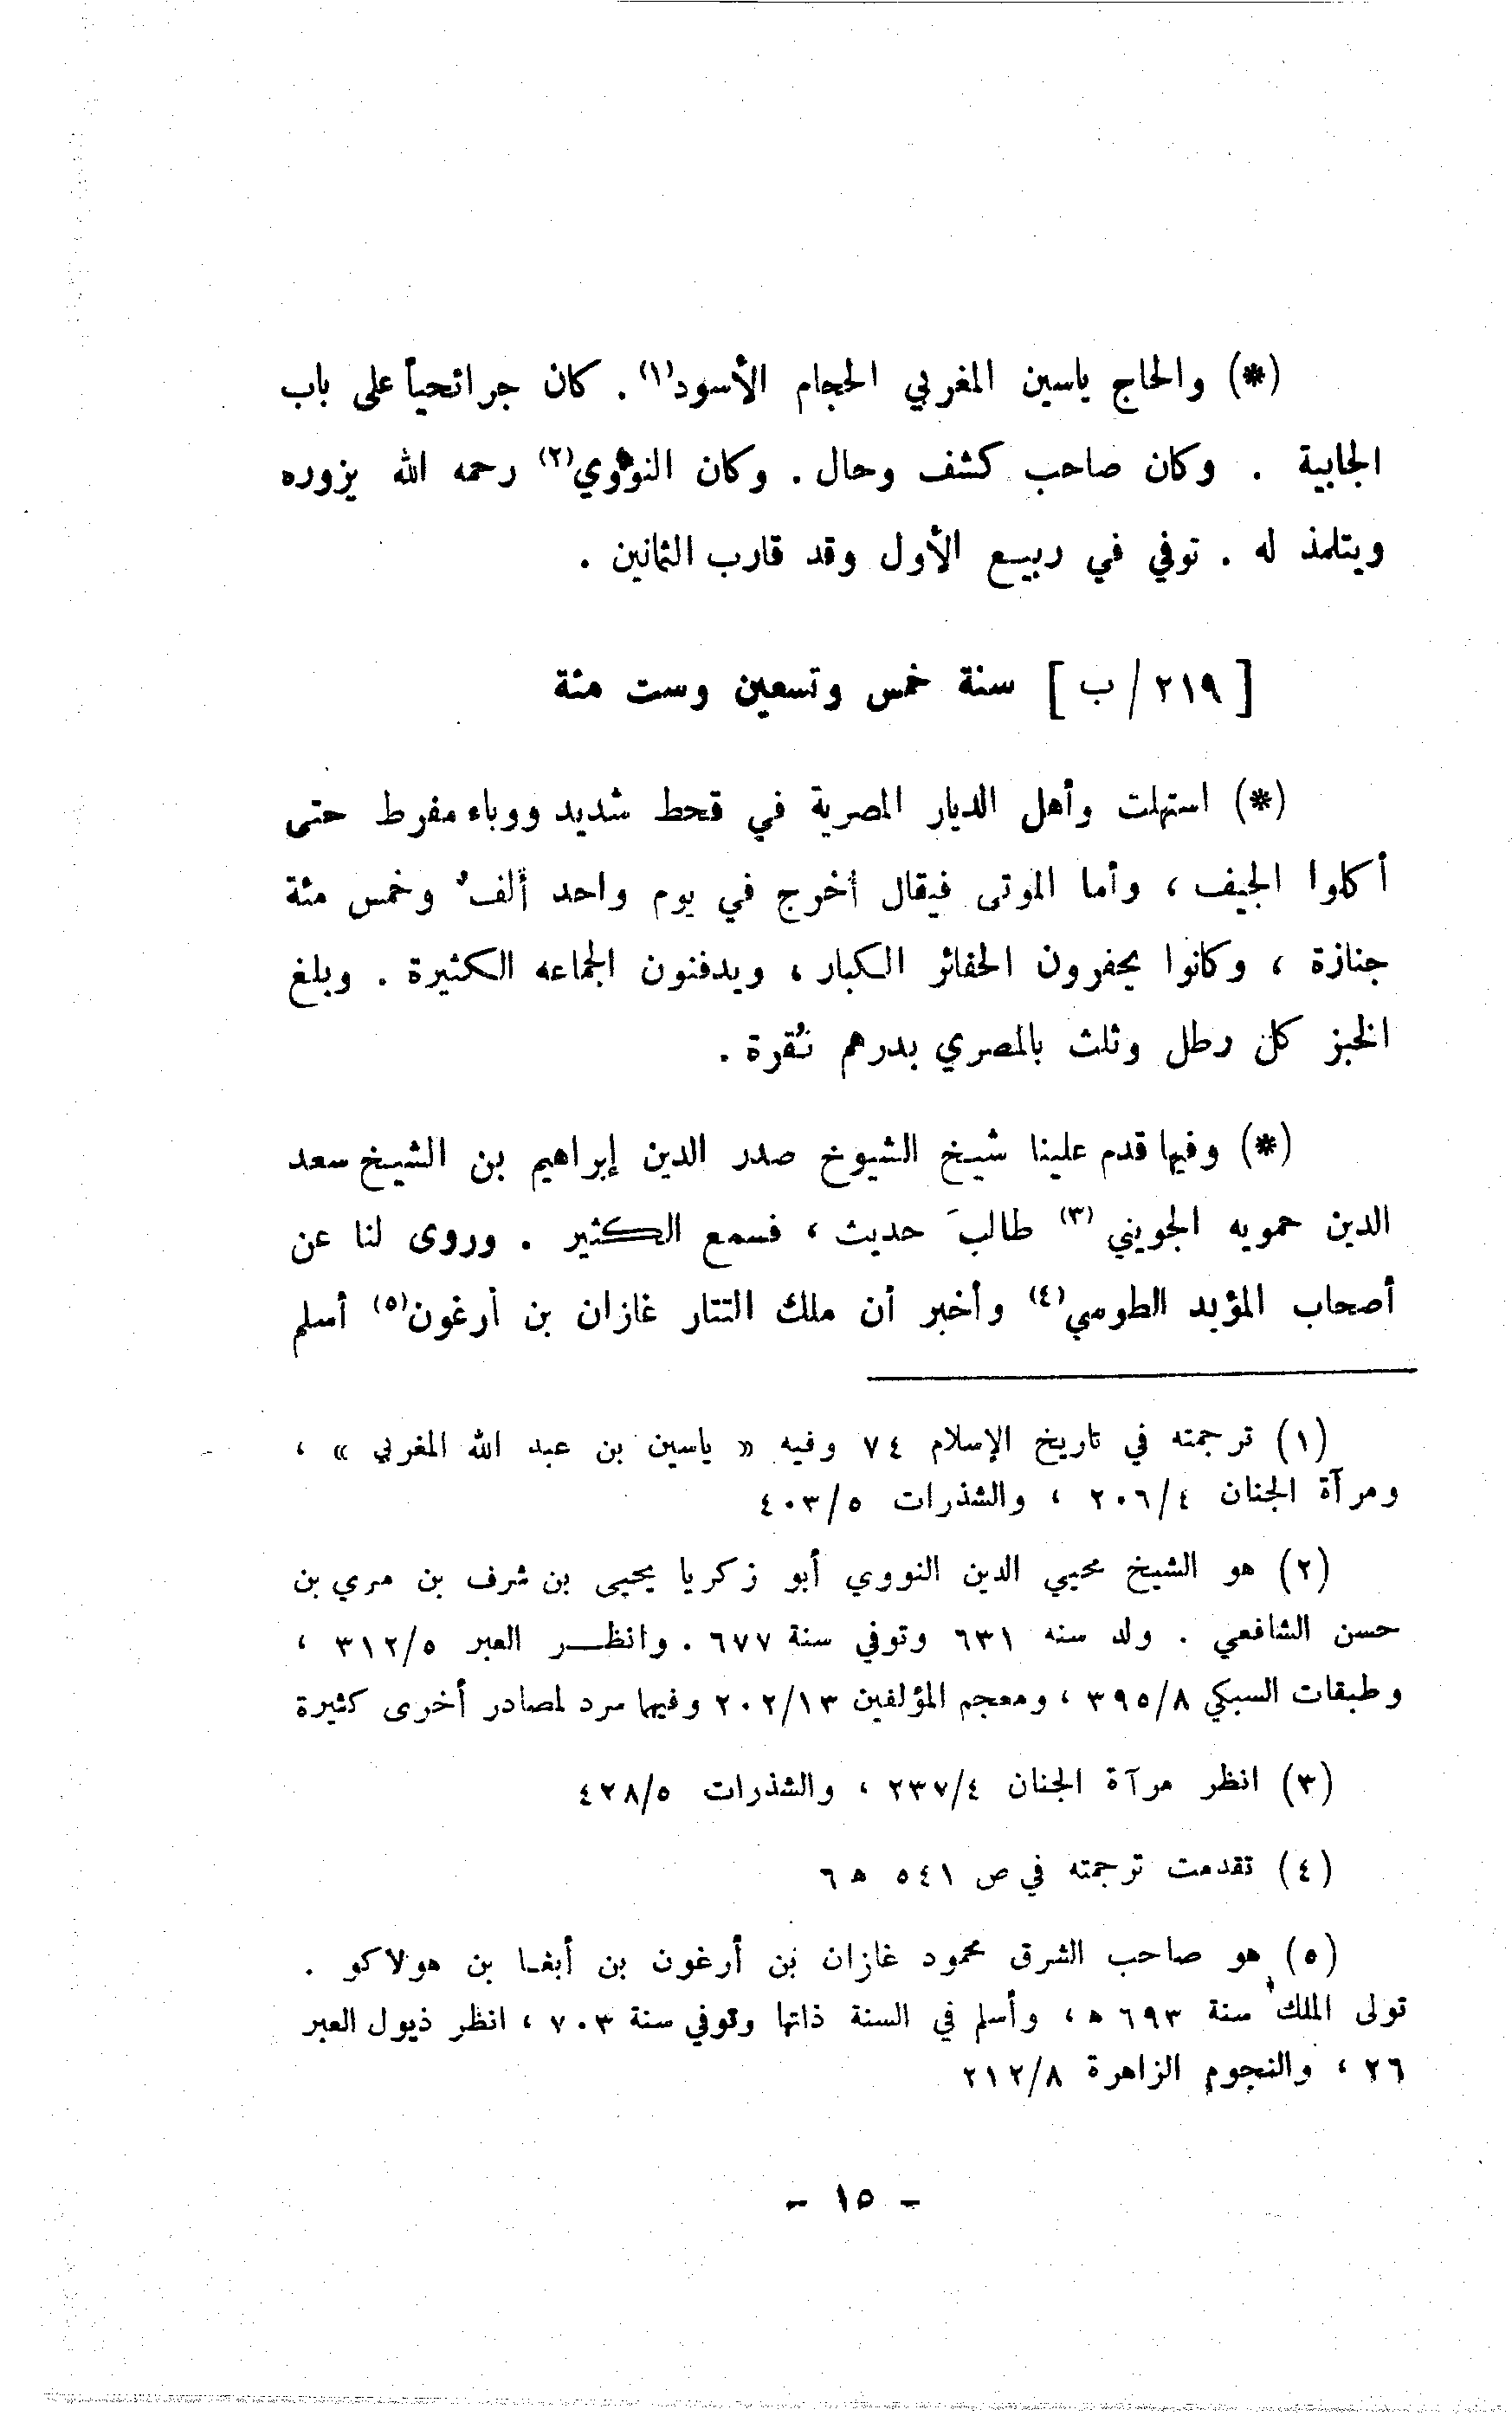 (*) والحاج ياسين المغربي الحجام الأسود(١) . كان جرائحياً على باب
الجابية . وكان صاحب كشف وحال . وكان النووي(٢) رحمه الله يزوره
ويتلمذ له . توفي في ربيع الأول وقد قارب الثمانين .
[ ٢١٩/ ب ] سنة خمس وتسعين وست مئة
(*) استهلت وأهل الديار المصرية في قحط شديد ووباء مفرط حتى
أكلوا الجيف ، وأما الموتى فيقال أخرج في يوم واحد ألفٌ وخمس مئة
جنازة ، وكانوا يحفرون الحفائر الكبار ، ويدفنون الجماعه الكثيرة . وبلغ
الخبز كل رطل وثلث بالمصري بدرهم نُقرة .
(*) وفيها قدم علينا شيخ الشيوخ صدر الدين إبراهيم بن الشيخ سعد
الدين حمويه الجويني (٣) طالبَ حديث ، فسمع الكثير . وروى لنا عن
أصحاب المؤيد الطوسي(٤) وأخبر أن ملك التتار غازان بن أرغون(٥) أسلم
(١) ترجمته في تاريخ الإسلام ٧٤ وفيه « ياسين بن عبد الله المغربي » ،
ومرآة الجنان ٢٠٦/٤ ، والشذرات ٤٠٣/٥
(٢) هو الشيخ محيي الدين النووي أبو زكريا يحيى بن شرف بن مري بن
حسن الشافعي . ولد سنه ٦٣١ وتوفي سنة ٦٧٧ . وانظر العبر ٣١٢/٥ ،
وطبقات السبكي ٣٩٥/٨ ، ومعجم المؤلفين ٢٠٢/١٣ وفيها سرد لمصادر أخرى كثيرة
(٣) انظر مرآة الجنان ٢٣٧/٤ ، والشذرات ٤٢٨/٥
(٤) تقدمت ترجمته في ص ٥٤١ ه ٦
(٥) هو صاحب الشرق محمود غازان بن أرغون بن أبغا بن هولاكو .
تولى الملك سنة ٦٩٣ ه ، وأسلم في السنة ذاتها وتوفي سنة ٧٠٣ ، انظر ذيول العبر
٢٦ ، والنجوم الزاهرة ٢١٢/٨
- ١٥ -